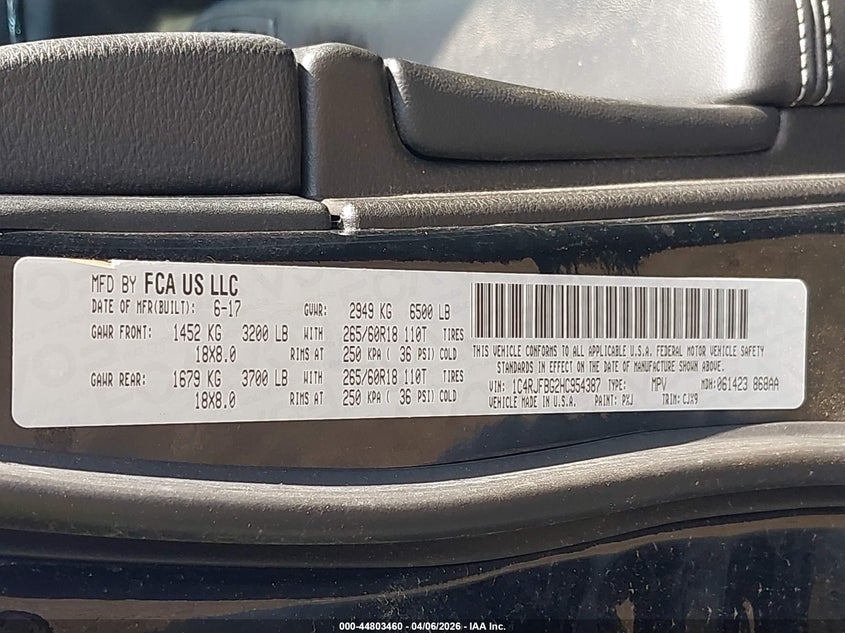 MFD BY FCA US LLC
DATE OF MFR(BUILT): 6-17 GVWR: 2949 KG 6500 LB
GAWR FRONT: 1452 KG 3200 LB WITH 265/60R18 110T TIRES
18X8.0 RIMS AT 250 KPA ( 36 PSI) COLD
GAWR REAR: 1679 KG 3700 LB WITH 265/60R18 110T TIRES
18X8.0 RIMS AT 250 KPA ( 36 PSI) COLD
THIS VEHICLE CONFORMS TO ALL APPLICABLE U.S.A. FEDERAL MOTOR VEHICLE SAFETY
STANDARDS IN EFFECT ON THE DATE OF MANUFACTURE SHOWN ABOVE.
VIN: 1C4RJFBG2HC954387 TYPE: MPV MDH: 061423 868AA
VEHICLE MADE IN U.S.A. PAINT: PXJ TRIM: CJX9
000-44803460 - 04/06/2026 - IAA Inc.